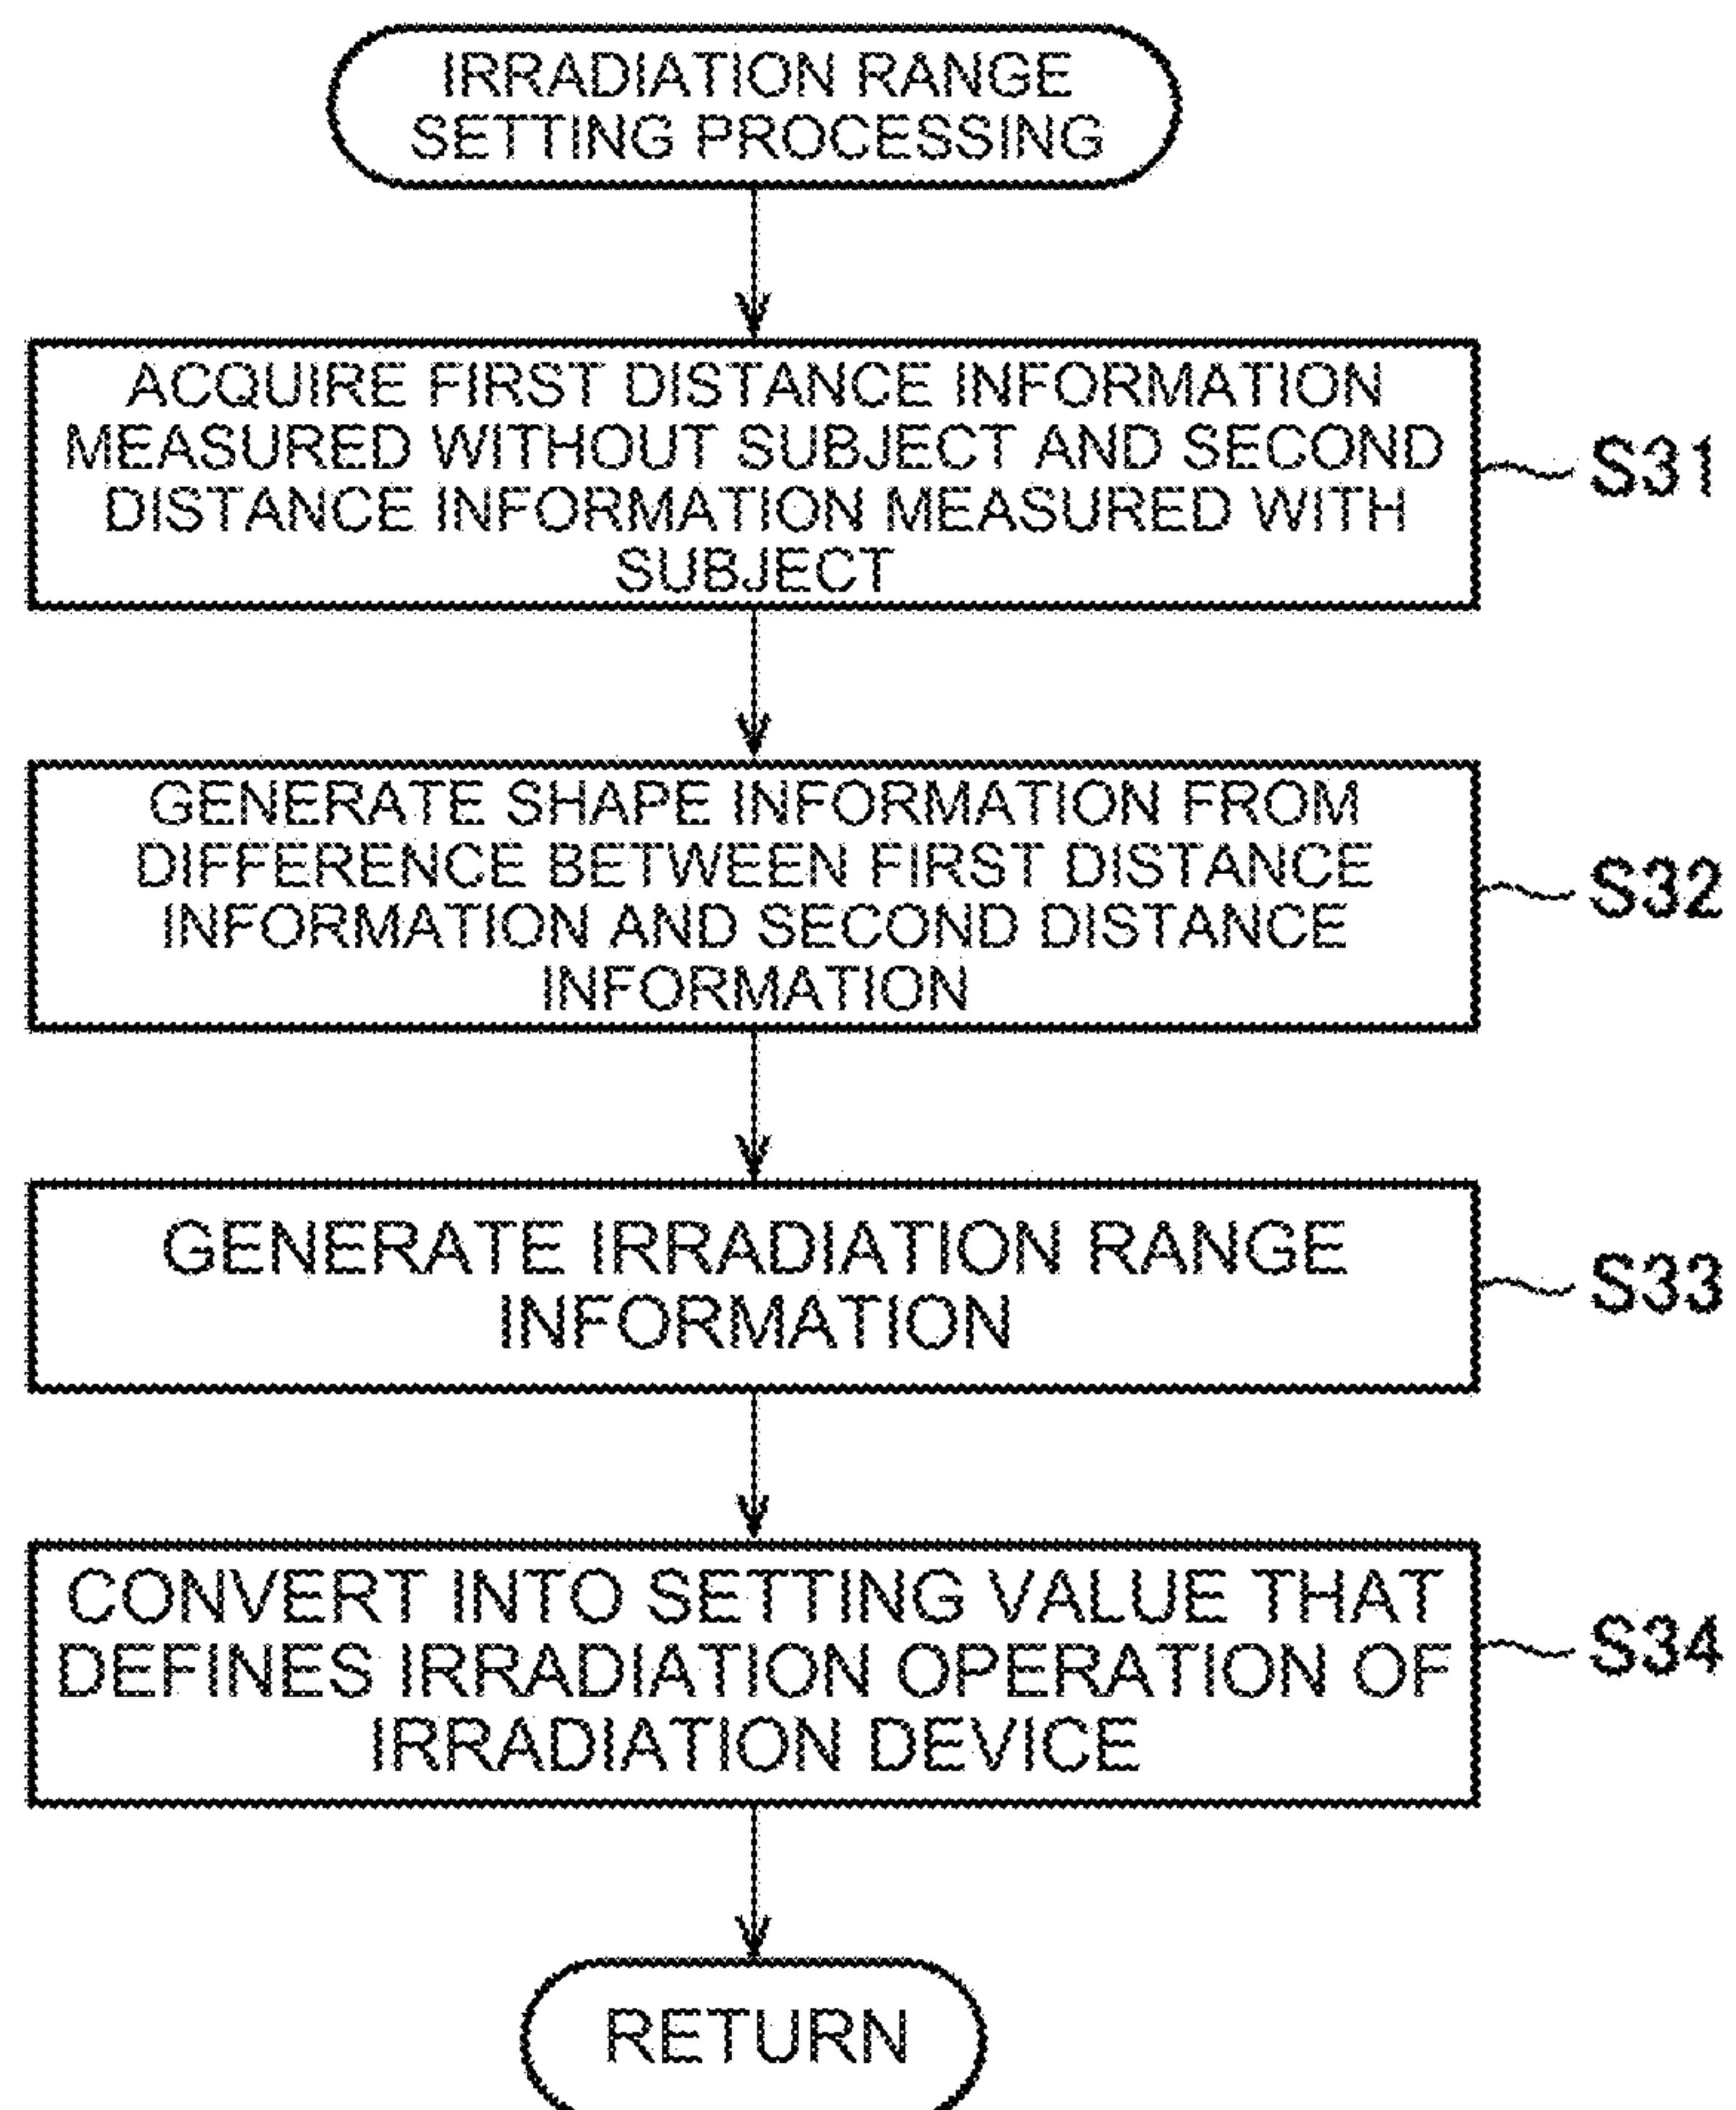 IRRADIATION RANGE
SETTING PROCESSING
ACQUIRE FIRST DISTANCE INFORMATION
MEASURED WITHOUT SUBJECT AND SECOND
DISTANCE INFORMATION MEASURED WITH
SUBJECT
S31
GENERATE SHAPE INFORMATION FROM
DIFFERENCE BETWEEN FIRST DISTANCE
INFORMATION AND SECOND DISTANCE
INFORMATION
S32
GENERATE IRRADIATION RANGE
INFORMATION
S33
CONVERT INTO SETTING VALUE THAT
DEFINES IRRADIATION OPERATION OF
IRRADIATION DEVICE
S34
RETURN